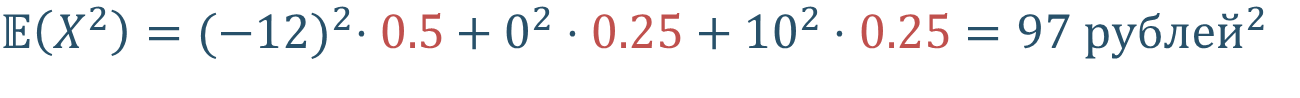 𝔼(X²) = (−12)²· 0.5 + 0² · 0.25 + 10² · 0.25 = 97 рублей²